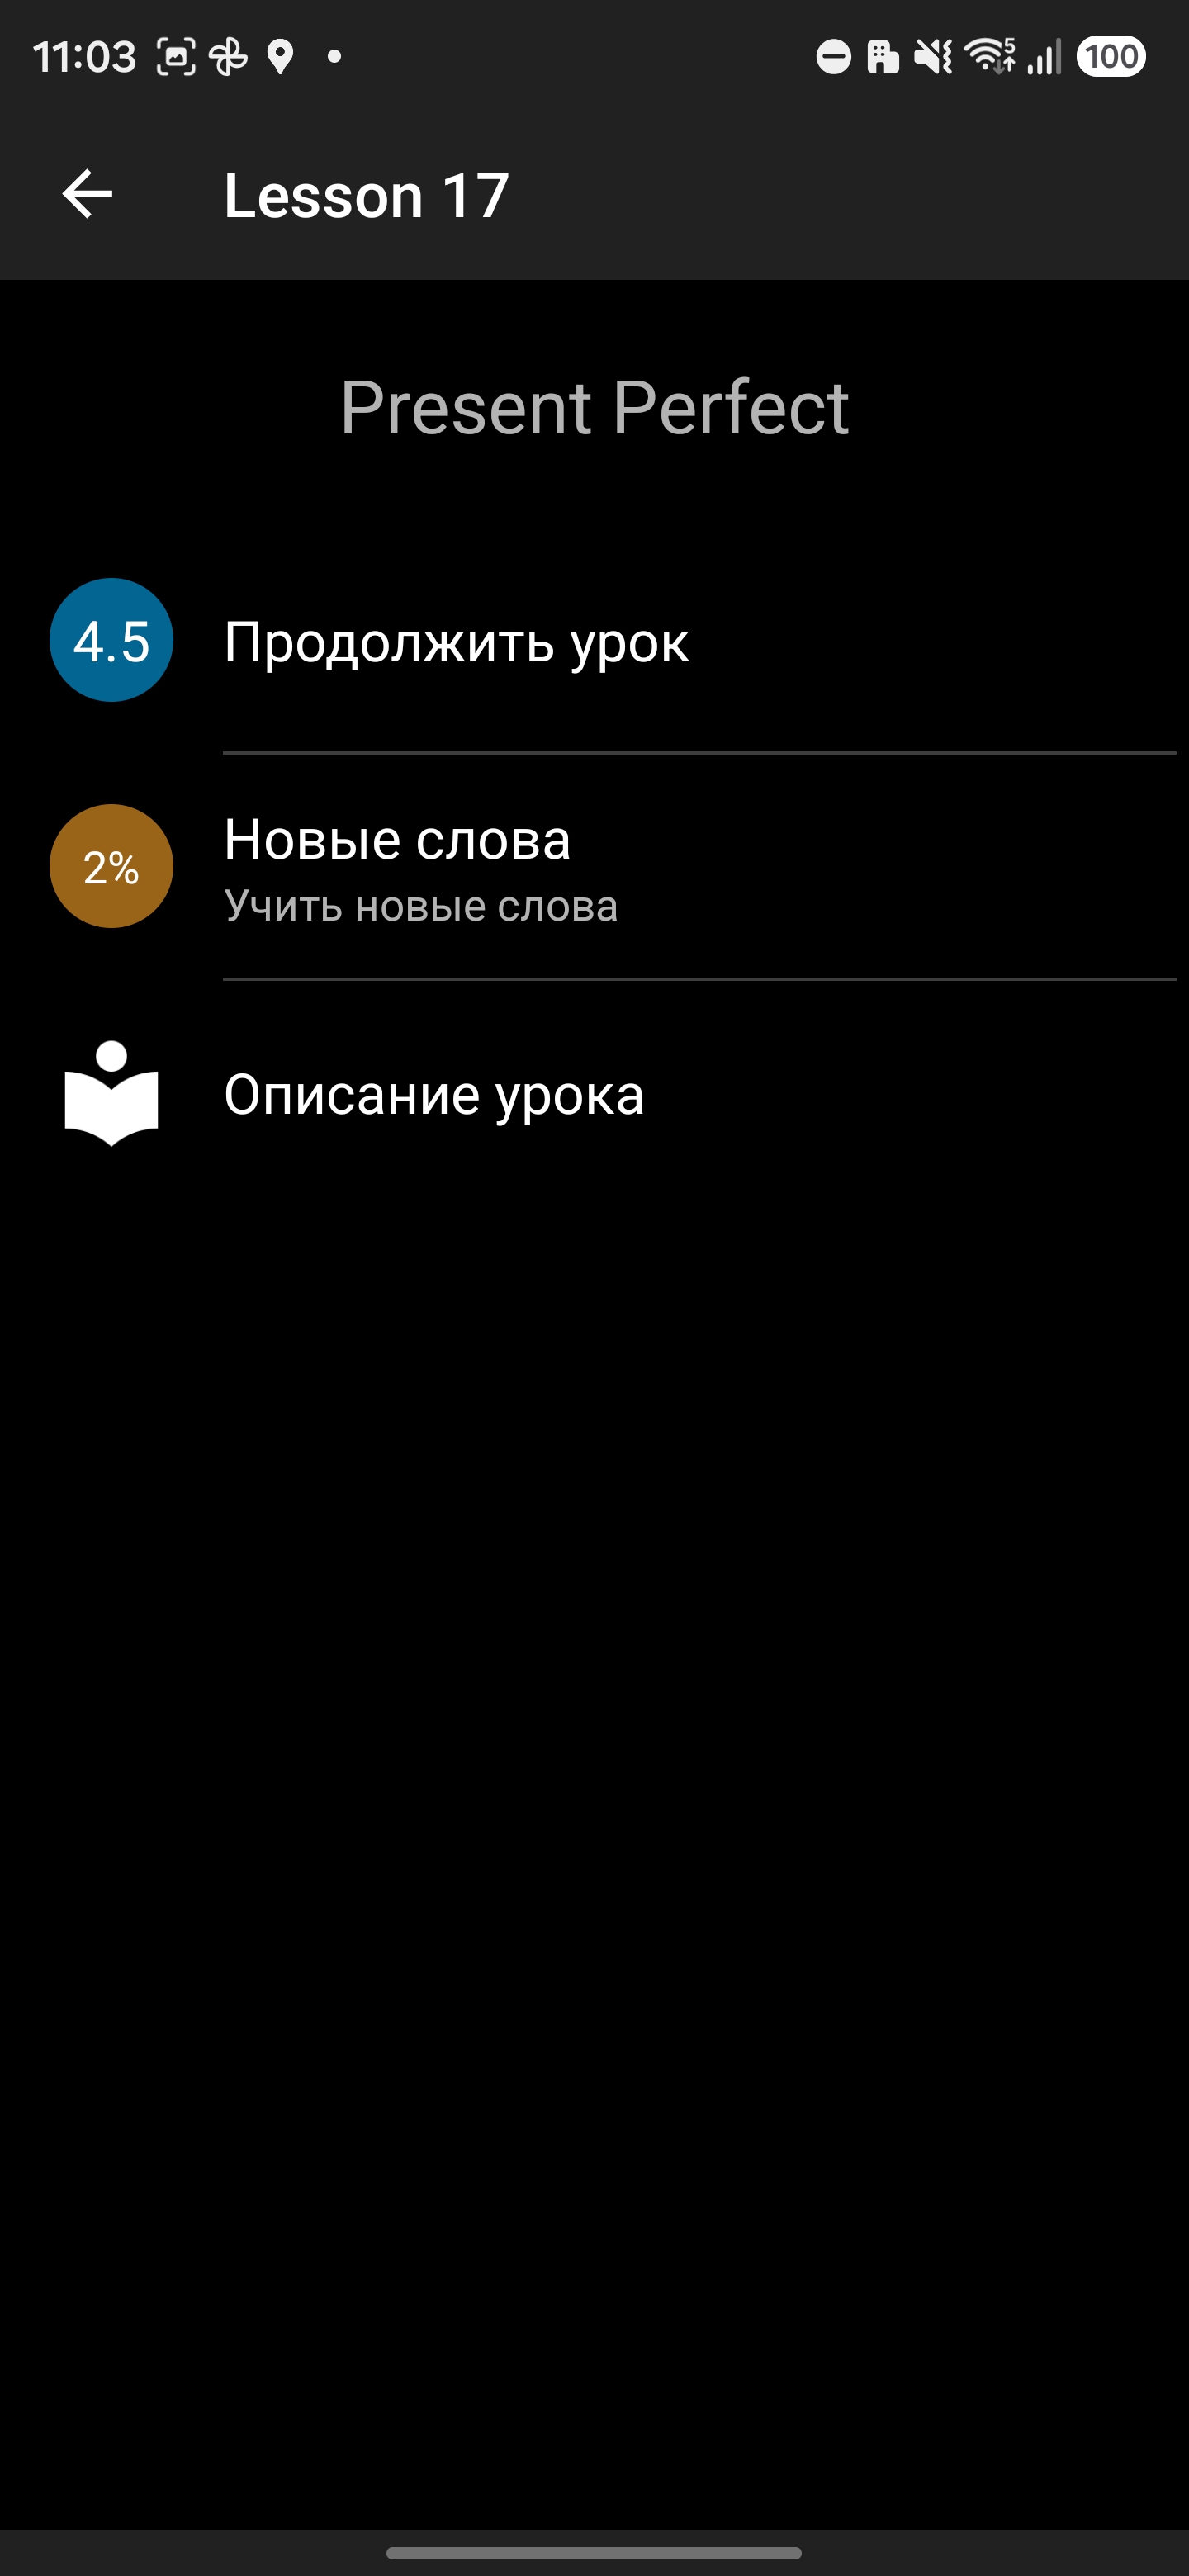 11:03
5
100
Lesson 17
Present Perfect
4.5
Продолжить урок
2%
Новые слова
Учить новые слова
Описание урока